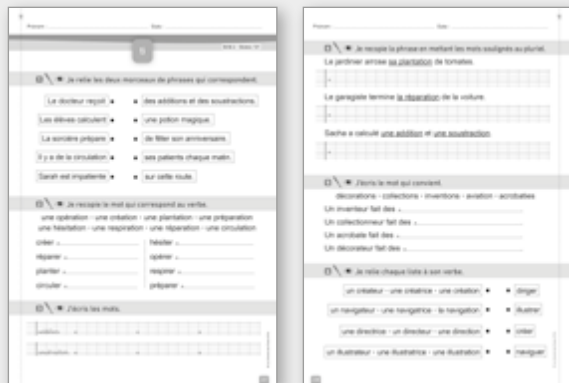 Prénom : Date :
Je relie les deux morceaux de phrases qui correspondent.
Le docteur reçoit des additions et des soustractions.
Les élèves calculent une potion magique.
La sorcière prépare de fêter son anniversaire.
Il y a de la circulation ses patients chaque matin.
Sarah est impatiente sur cette route.
Je recopie le mot qui correspond au verbe.
une opération - une création - une plantation - une préparation
une hésitation - une respiration - une réparation - une circulation
créer hésiter
réparer opérer
planter respirer
circuler préparer
J'écris les mots.
addition
soustraction
Prénom : Date :
Je recopie la phrase en mettant les mots soulignés au pluriel.
Le jardinier arrose sa plantation de tomates.
Le garagiste termine la réparation de la voiture.
Sacha a calculé une addition et une soustraction.
J'écris le mot qui convient.
décorations - collections - inventions - aviation - acrobaties
Un inventeur fait des
Un collectionneur fait des
Un acrobate fait des
Un décorateur fait des
Je relie chaque liste à son verbe.
un créateur - une créatrice - une création diriger
un navigateur - une navigatrice - la navigation illustrer
une directrice - un directeur - une direction créer
un illustrateur - une illustratrice - une illustration naviguer